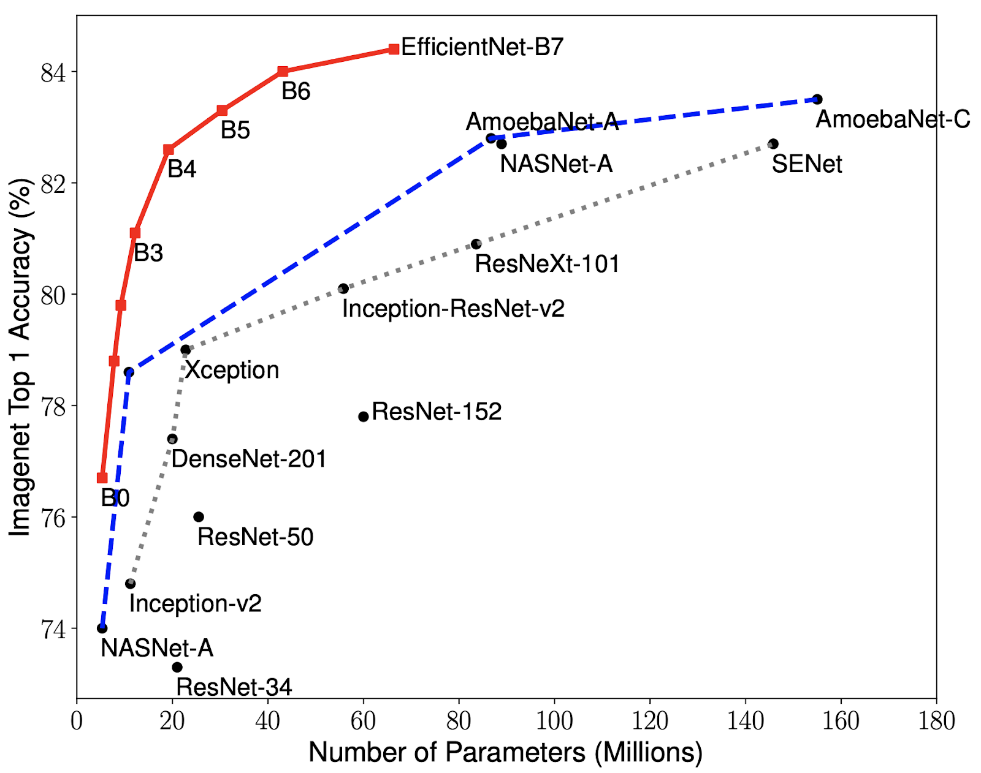 EfficientNet-B7
84
B6
AmoebaNet-A
AmoebaNet-C
B5
NASNet-A
SENet
B4
82
B3
ResNeXt-101
80
Inception-ResNet-v2
Xception
78
ResNet-152
DenseNet-201
B0
76
ResNet-50
Inception-v2
74
NASNet-A
ResNet-34
0 20 40 60 80 100 120 140 160 180
Number of Parameters (Millions)
Imagenet Top 1 Accuracy (%)